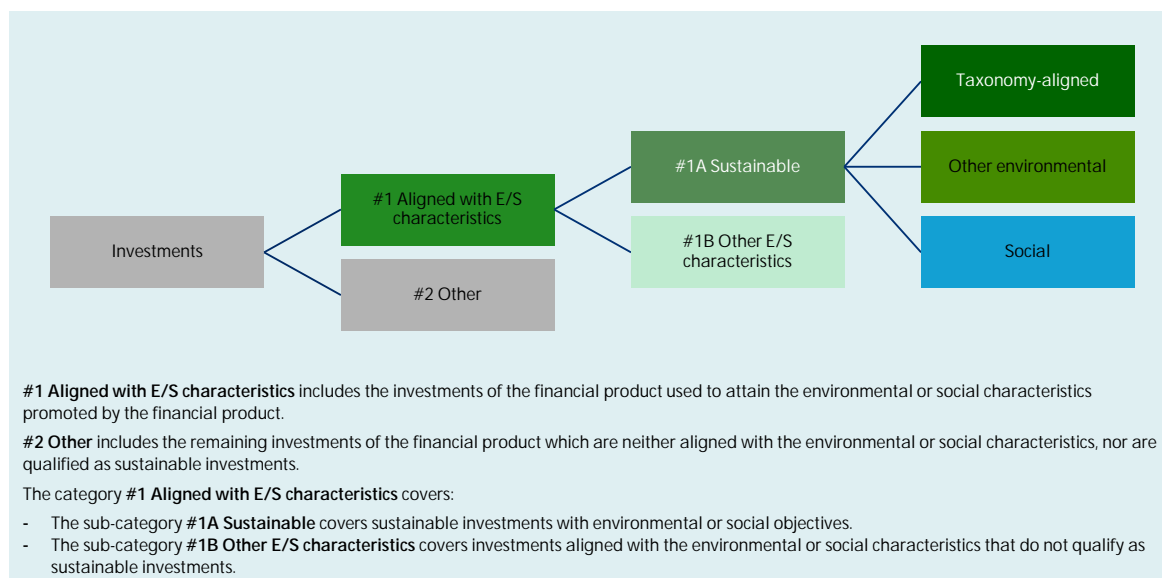 Taxonomy-aligned
#1A Sustainable
Other environmental
#1 Aligned with E/S
characteristics
Investments
#1B Other E/S
characteristics
Social
#2 Other
#1 Aligned with E/S characteristics includes the investments of the financial product used to attain the environmental or social characteristics
promoted by the financial product.
#2 Other includes the remaining investments of the financial product which are neither aligned with the environmental or social characteristics, nor are
qualified as sustainable investments.
The category #1 Aligned with E/S characteristics covers:
- The sub-category #1A Sustainable covers sustainable investments with environmental or social objectives.
- The sub-category #1B Other E/S characteristics covers investments aligned with the environmental or social characteristics that do not qualify as
sustainable investments.